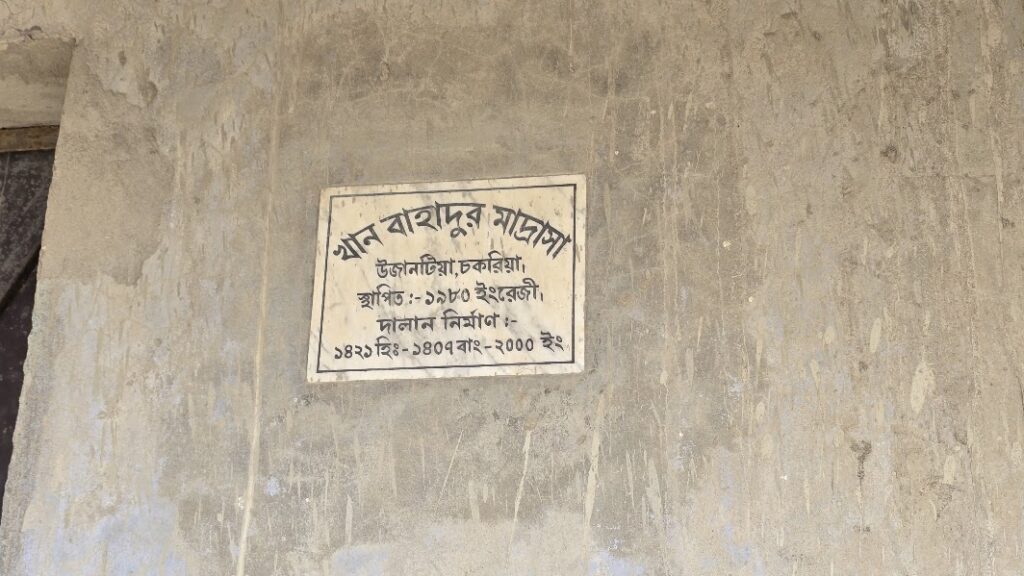 খান বাহাদুর মাদ্রাসা
উজানটিয়া,চকরিয়া,
স্থাপিত :- ১৯৮০ ইংরেজী,
দালান নির্মাণ :-
১৪২১ হিঃ - ১৪০৭ বাং - ২০০০ ইং